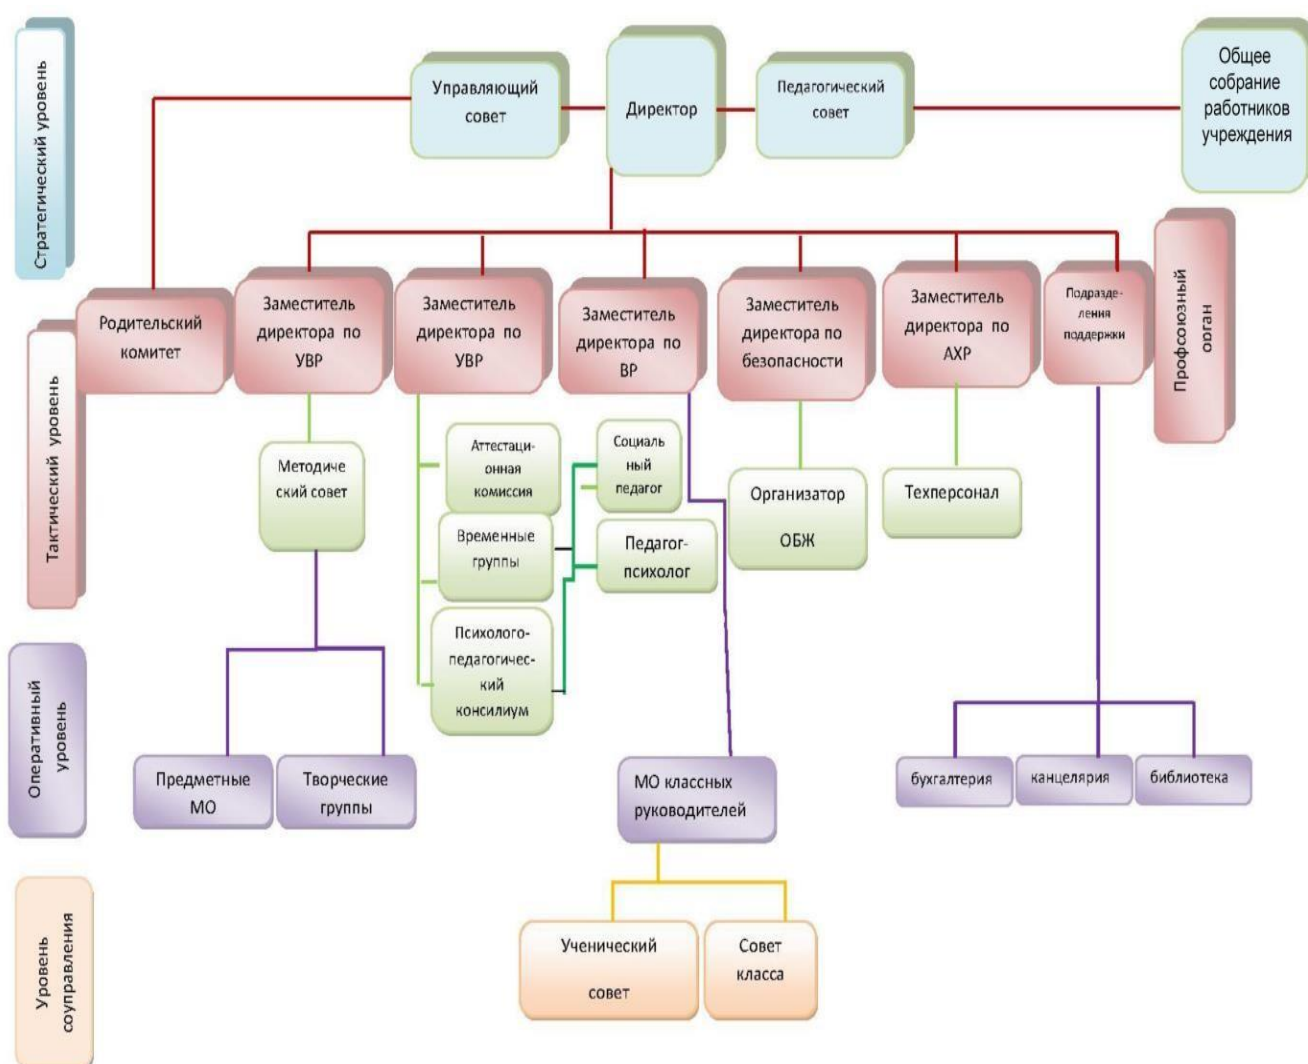 Стратегический уровень
Управляющий
совет
Директор
Педагогический
совет
Общее
собрание
работников
учреждения
Тактический уровень
Родительский
комитет
Заместитель
директора по
УВР
Заместитель
директора по
УВР
Заместитель
директора по
ВР
Заместитель
директора по
безопасности
Заместитель
директора по
АХР
Подразде-
ления
поддержки
Профсоюзный
орган
Методиче
ский совет
Аттестаци-
онная
комиссия
Социаль
ный
педагог
Временные
группы
Педагог-
психолог
Психолого-
педагогичес-
кий
консилиум
Организатор
ОБЖ
Техперсонал
Оперативный
уровень
Предметные
МО
Творческие
группы
МО классных
руководителей
бухгалтерия
канцелярия
библиотека
Уровень
соуправления
Ученический
совет
Совет
класса